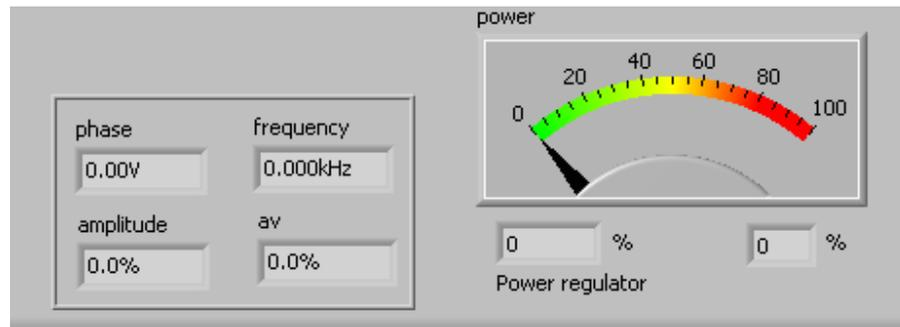 power
0 20 40 60 80 100
phase frequency
0.00V 0.000kHz
amplitude av
0.0% 0.0%
0 % 0 %
Power regulator